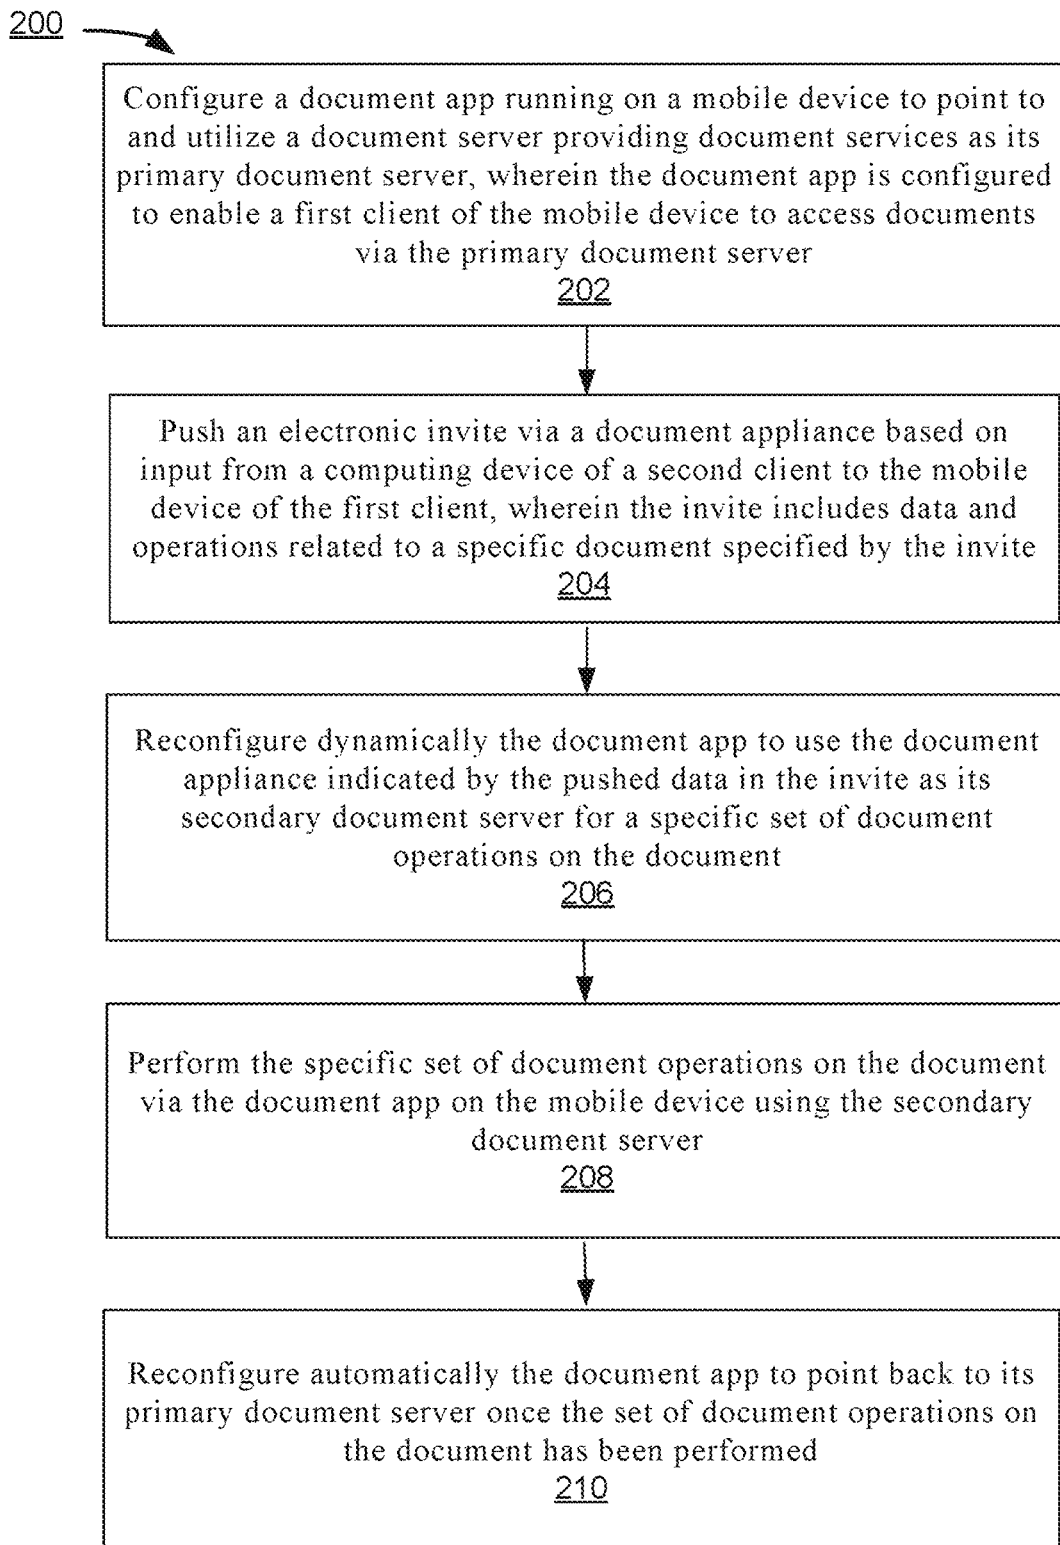 200
Configure a document app running on a mobile device to point to
and utilize a document server providing document services as its
primary document server, wherein the document app is configured
to enable a first client of the mobile device to access documents
via the primary document server
202
Push an electronic invite via a document appliance based on
input from a computing device of a second client to the mobile
device of the first client, wherein the invite includes data and
operations related to a specific document specified by the invite
204
Reconfigure dynamically the document app to use the document
appliance indicated by the pushed data in the invite as its
secondary document server for a specific set of document
operations on the document
206
Perform the specific set of document operations on the document
via the document app on the mobile device using the secondary
document server
208
Reconfigure automatically the document app to point back to its
primary document server once the set of document operations on
the document has been performed
210